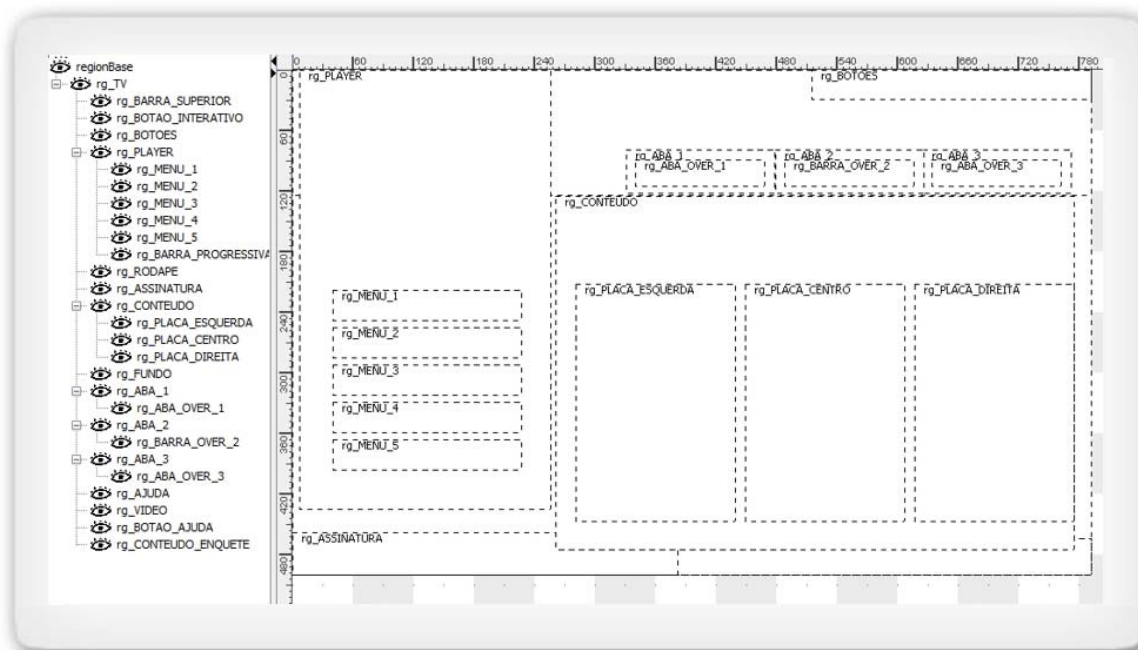 regionBase
rg_TV
rg_BARRA_SUPERIOR
rg_BOTAO_INTERATIVO
rg_BOTOES
rg_PLAYER
rg_MENU_1
rg_MENU_2
rg_MENU_3
rg_MENU_4
rg_MENU_5
rg_BARRA_PROGRESSIVA
rg_RODAPE
rg_ASSINATURA
rg_CONTEUDO
rg_PLACA_ESQUERDA
rg_PLACA_CENTRO
rg_PLACA_DIREITA
rg_FUNDO
rg_ABA_1
rg_ABA_OVER_1
rg_ABA_2
rg_BARRA_OVER_2
rg_ABA_3
rg_ABA_OVER_3
rg_AJUDA
rg_VIDEO
rg_BOTAO_AJUDA
rg_CONTEUDO_ENQUETE
0 60 120 180 240 300 360 420 480 540 600 660 720 780
0 60 120 180 240 300 360 420 480
rg_PLAYER
rg_BOTOES
rg_ABA_1 rg_ABA_2 rg_ABA_3
rg_ABA_OVER_1 rg_BARRA_OVER_2 rg_ABA_OVER_3
rg_CONTEUDO
rg_PLACA_ESQUERDA rg_PLACA_CENTRO rg_PLACA_DIREITA
rg_MENU_1
rg_MENU_2
rg_MENU_3
rg_MENU_4
rg_MENU_5
rg_ASSINATURA